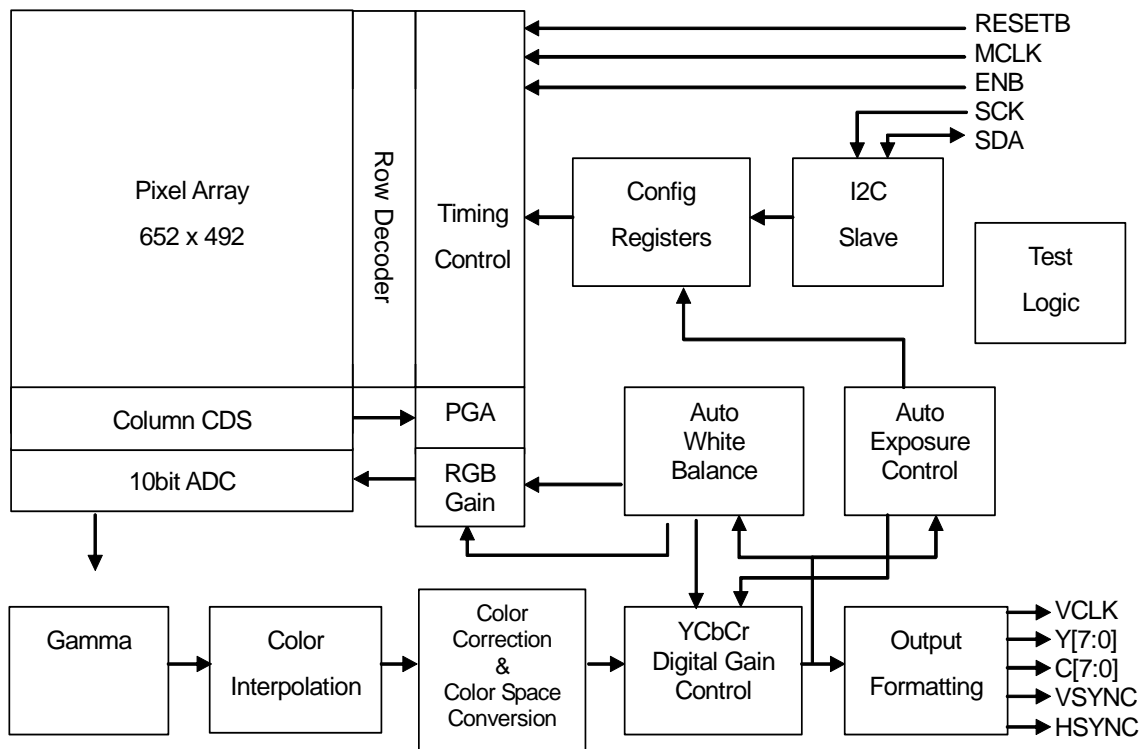 RESETB
MCLK
ENB
SCK
SDA
Pixel Array
652 x 492
Row Decoder
Timing
Control
Config
Registers
I2C
Slave
Test
Logic
Column CDS
PGA
10bit ADC
RGB
Gain
Auto
White
Balance
Auto
Exposure
Control
Gamma
Color
Interpolation
Color
Correction
&
Color Space
Conversion
YCbCr
Digital Gain
Control
Output
Formatting
VCLK
Y[7:0]
C[7:0]
VSYNC
HSYNC